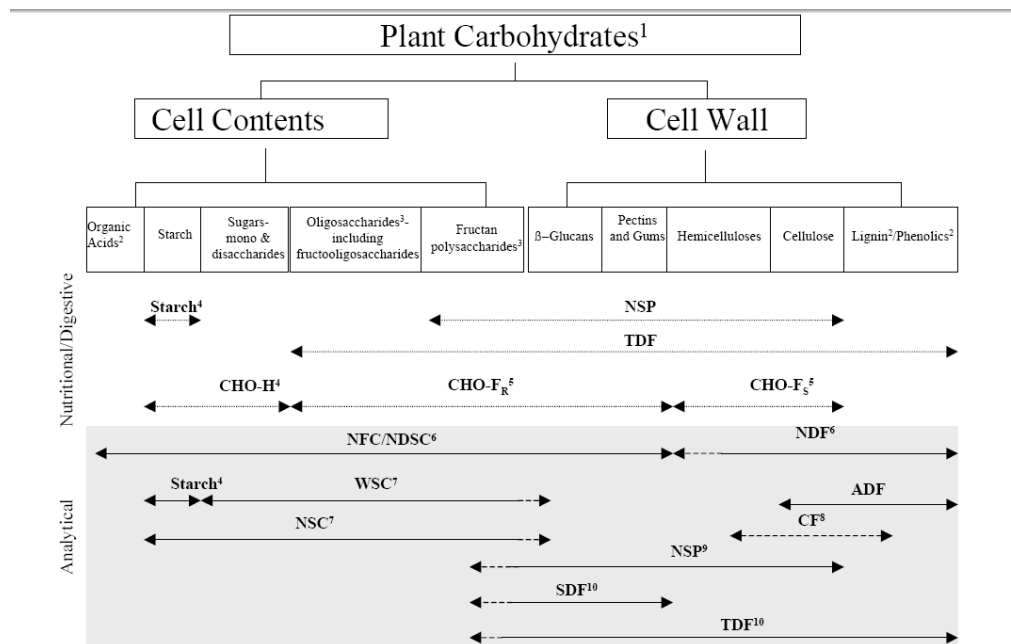 Plant Carbohydrates¹
Cell Contents
Cell Wall
Organic
Acids²
Starch
Sugars-
mono &
disaccharides
Oligosaccharides³-
including
fructooligosaccharides
Fructan
polysaccharides³
ß–Glucans
Pectins
and Gums
Hemicelluloses
Cellulose
Lignin²/Phenolics²
Nutritional/Digestive
Starch⁴
NSP
TDF
CHO-H⁴
CHO-F_R⁵
CHO-F_S⁵
Analytical
NFC/NDSC⁶
NDF⁶
Starch⁴
WSC⁷
ADF
NSC⁷
CF⁸
NSP⁹
SDF¹⁰
TDF¹⁰